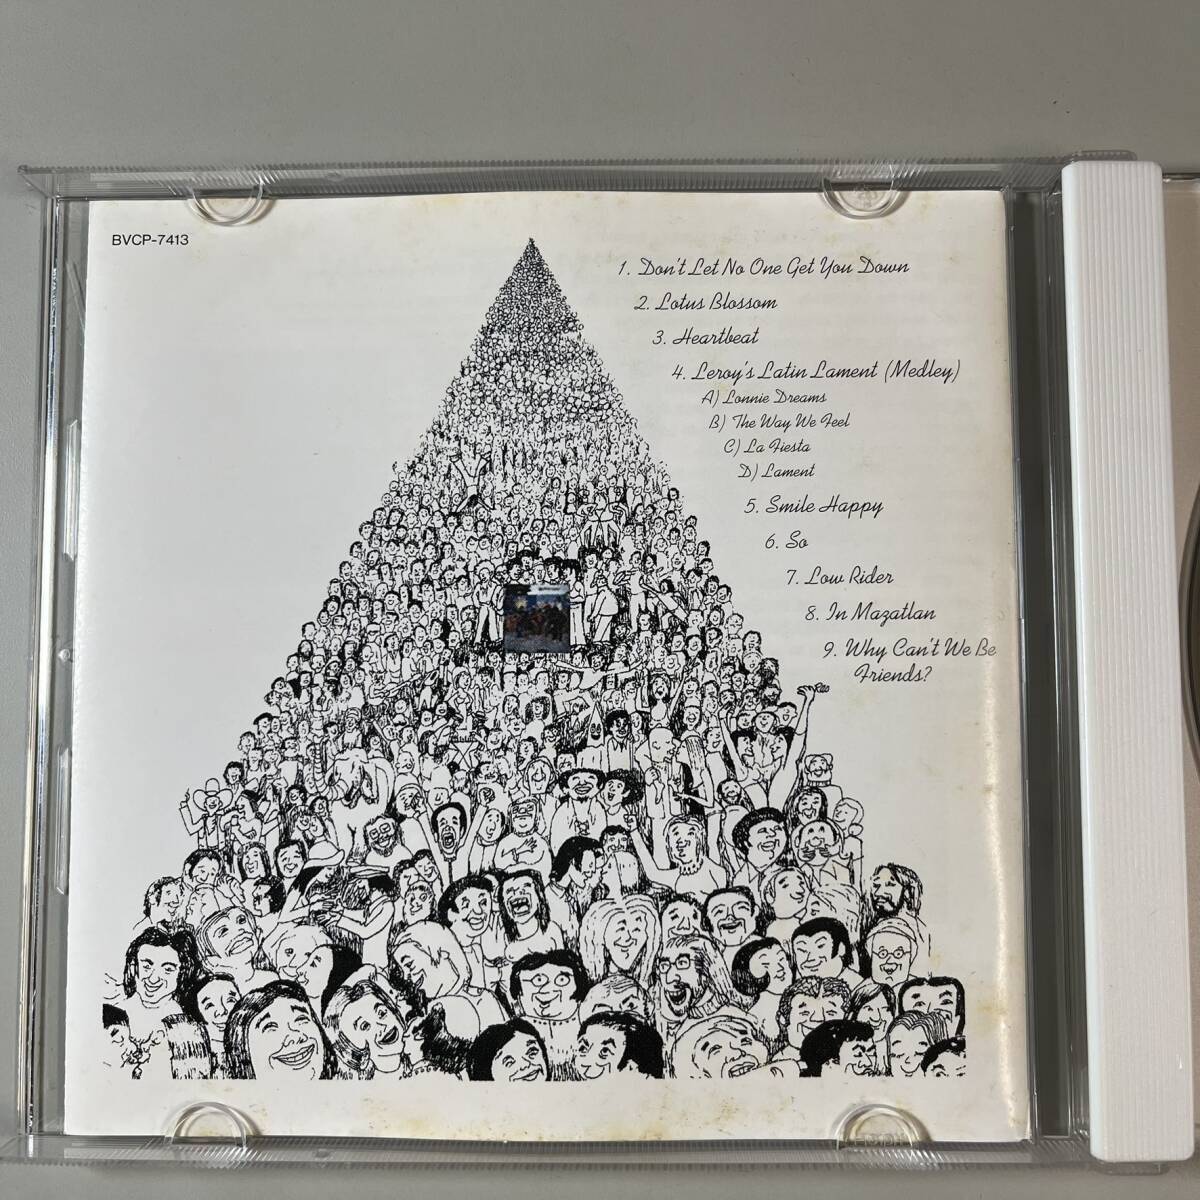 BVCP-7413
1. Don't Let No One Get You Down
2. Lotus Blossom
3. Heartbeat
4. Leroy's Latin Lament (Medley)
A) Lonnie Dreams
B) The Way We Feel
C) La Fiesta
D) Lament
5. Smile Happy
6. So
7. Low Rider
8. In Mazatlan
9. Why Can't We Be
Friends?